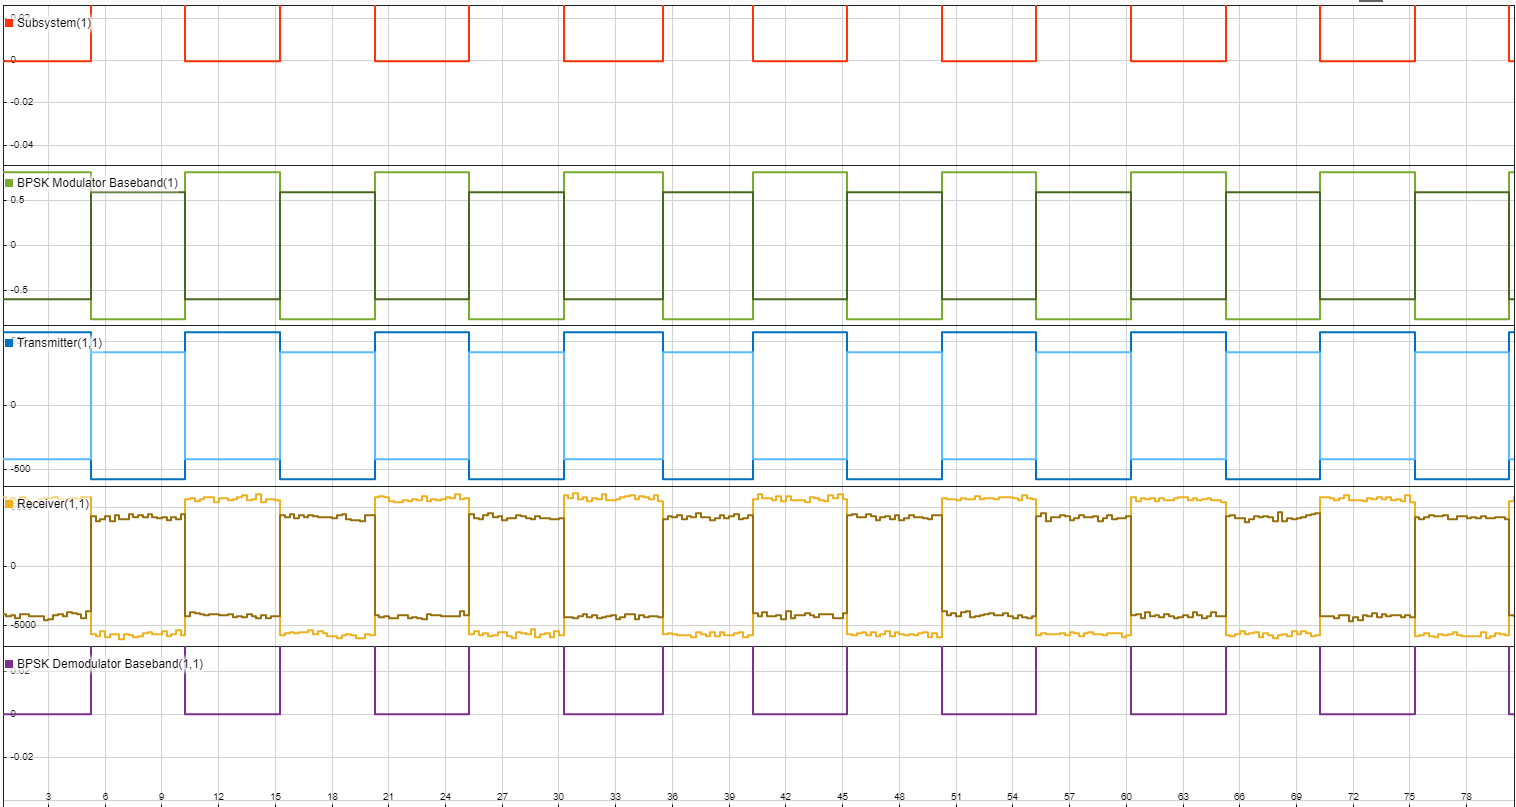 0.02
Subsystem(1)
0
-0.02
-0.04
BPSK Modulator Baseband(1)
0.5
0
-0.5
Transmitter(1,1)
0
-500
Receiver(1,1)
0
-5000
BPSK Demodulator Baseband(1,1)
0.02
0
-0.02
3 6 9 12 15 18 21 24 27 30 33 36 39 42 45 48 51 54 57 60 63 66 69 72 75 78